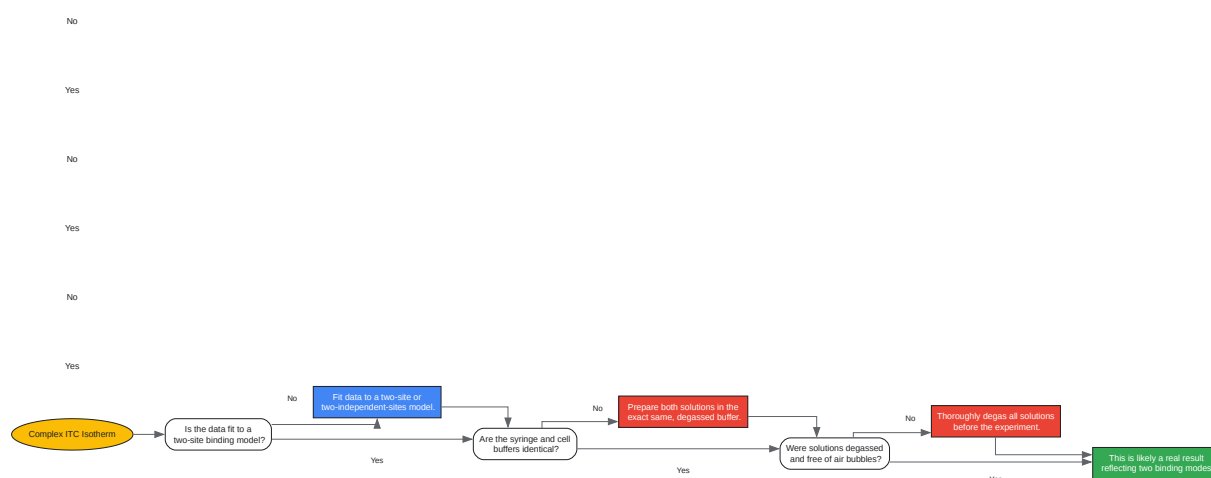 No
Yes
No
Yes
No
Yes
Complex ITC Isotherm
Is the data fit to a
two-site binding model?
No
Fit data to a two-site or
two-independent-sites model.
Yes
Are the syringe and cell
buffers identical?
No
Prepare both solutions in the
exact same, degassed buffer.
Yes
Were solutions degassed
and free of air bubbles?
No
Thoroughly degas all solutions
before the experiment.
This is likely a real result
reflecting two binding modes